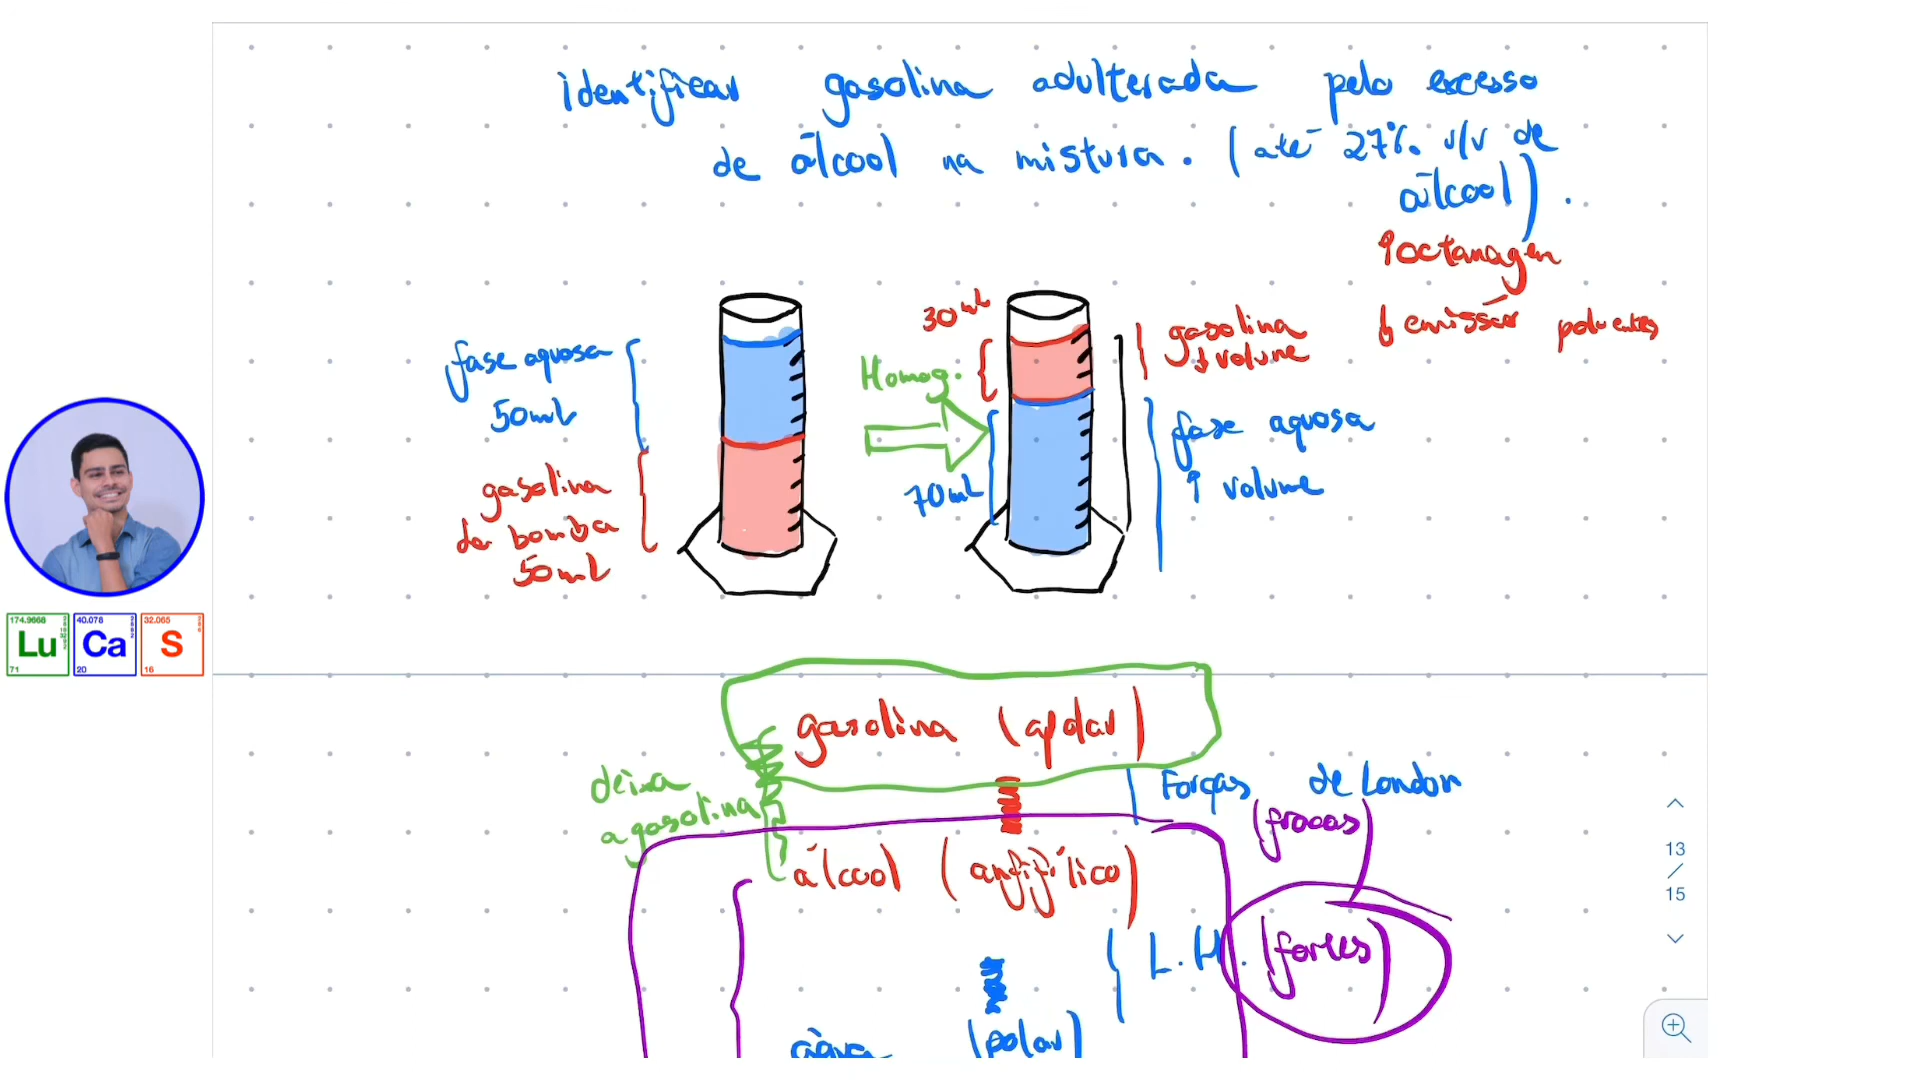 identificar gasolina adulterada pelo excesso
de álcool na mistura. (até 27% v/v de
álcool).
↑octanagem
↓ emissão poluentes
30mL
gasolina
↓ volume
fase aquosa
50mL
Homog.
fase aquosa
↑ volume
70mL
gasolina
da bomba
50mL
174.9668
Lu
71
40.078
Ca
20
32.065
S
16
gasolina (apolar)
deixa
a gasolina
Forças de London
(fracas)
álcool (anfifílico)
L.H. (fortes)
água (polar)
13
/
15